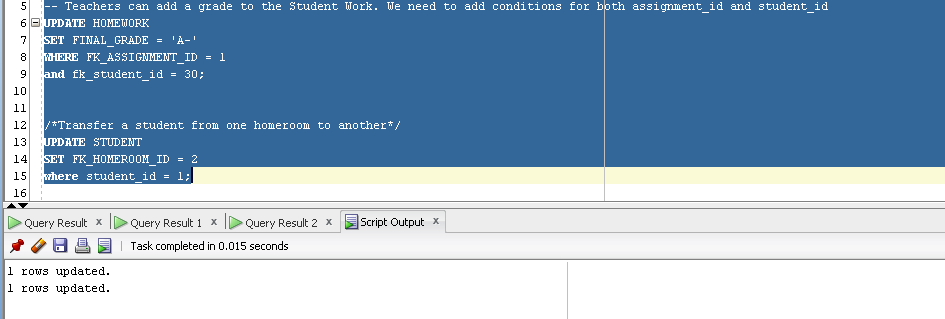 5 -- Teachers can add a grade to the Student Work. We need to add conditions for both assignment_id and student_id
6 UPDATE HOMEWORK
7 SET FINAL_GRADE = 'A-'
8 WHERE FK_ASSIGNMENT_ID = 1
9 and fk_student_id = 30;
10
11
12 /*Transfer a student from one homeroom to another*/
13 UPDATE STUDENT
14 SET FK_HOMEROOM_ID = 2
15 where student_id = 1;
16
Query Result x Query Result 1 x Query Result 2 x Script Output x
Task completed in 0.015 seconds
1 rows updated.
1 rows updated.